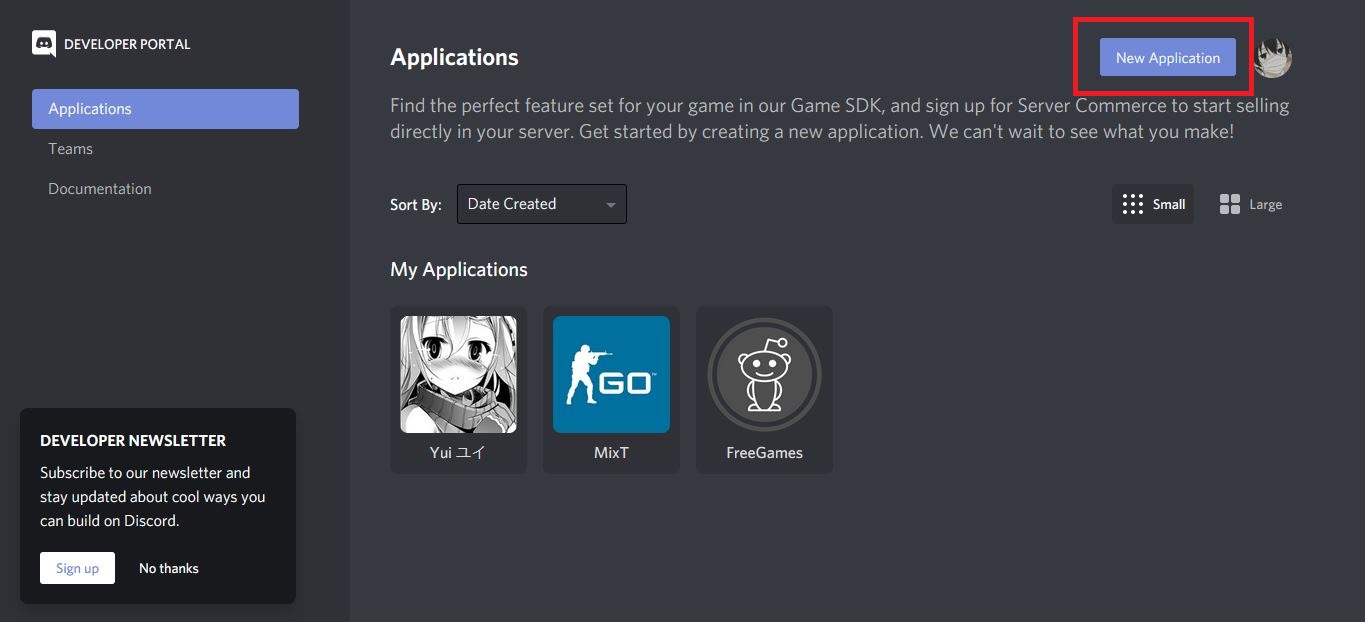 DEVELOPER PORTAL
Applications
Teams
Documentation
Applications
New Application
Find the perfect feature set for your game in our Game SDK, and sign up for Server Commerce to start selling
directly in your server. Get started by creating a new application. We can't wait to see what you make!
Sort By:
Date Created
Small
Large
My Applications
GO™
Yui ユイ
MixT
FreeGames
DEVELOPER NEWSLETTER
Subscribe to our newsletter and
stay updated about cool ways you
can build on Discord.
Sign up
No thanks